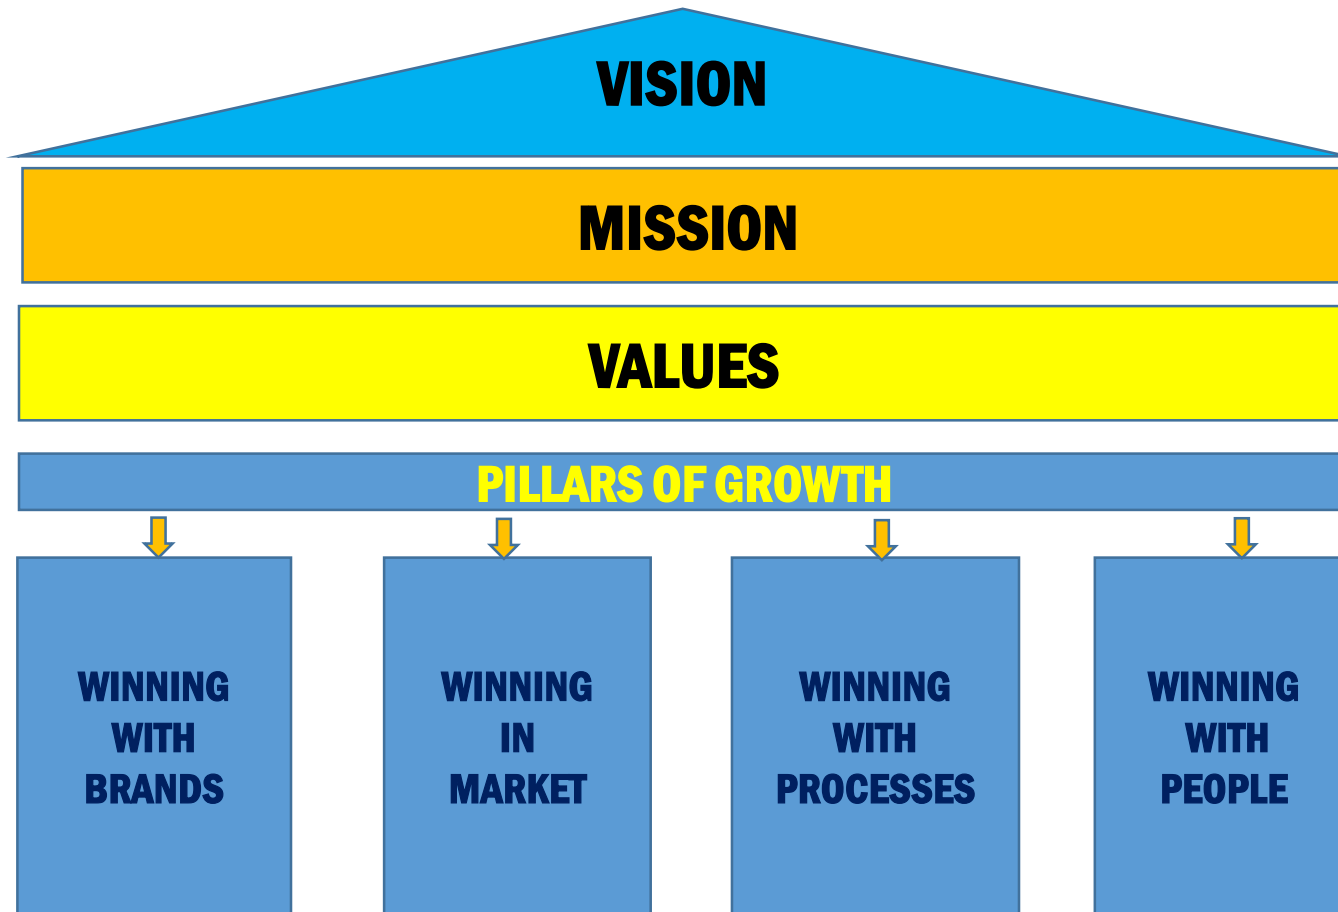 VISION
MISSION
VALUES
PILLARS OF GROWTH
WINNING
WITH
BRANDS
WINNING
IN
MARKET
WINNING
WITH
PROCESSES
WINNING
WITH
PEOPLE